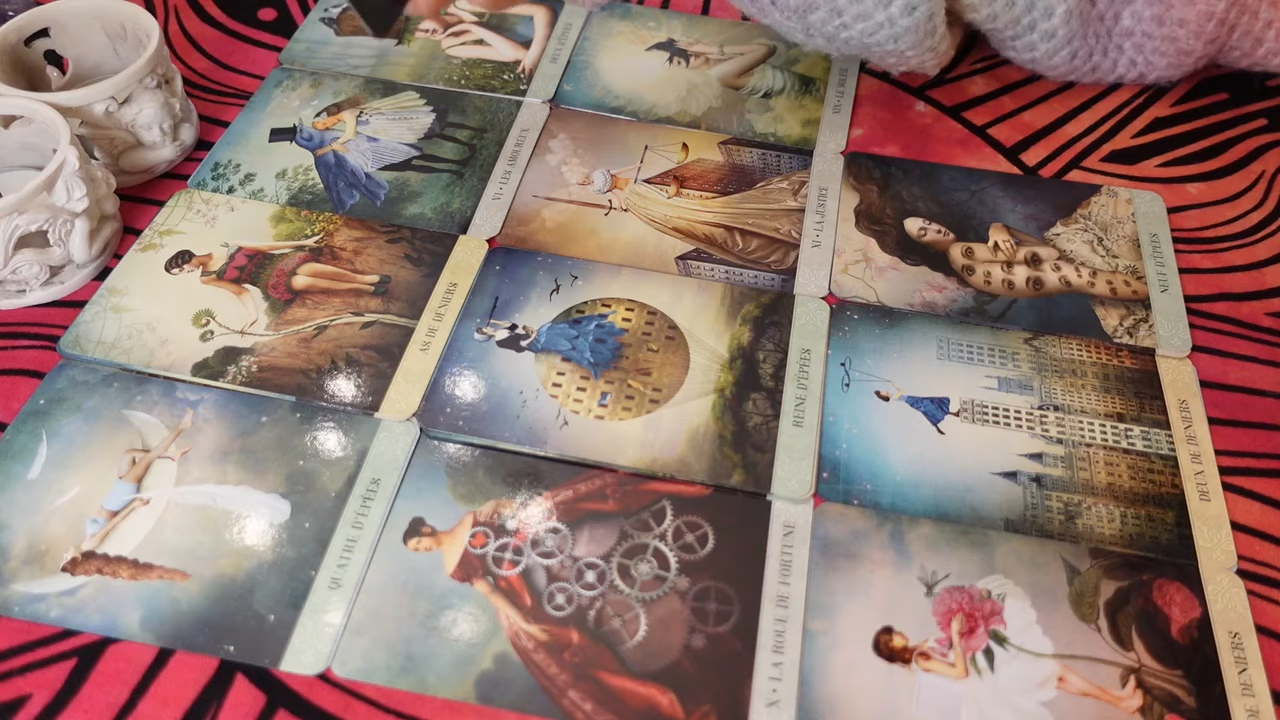 DEUX D'ÉPÉES
XIX • LE SOLEIL
VI • LES AMOUREUX
XI • LA JUSTICE
NEUF D'ÉPÉES
AS DE DENIERS
REINE D'ÉPÉES
DEUX DE DENIERS
QUATRE D'ÉPÉES
X • LA ROUE DE FORTUNE
DE DENIERS